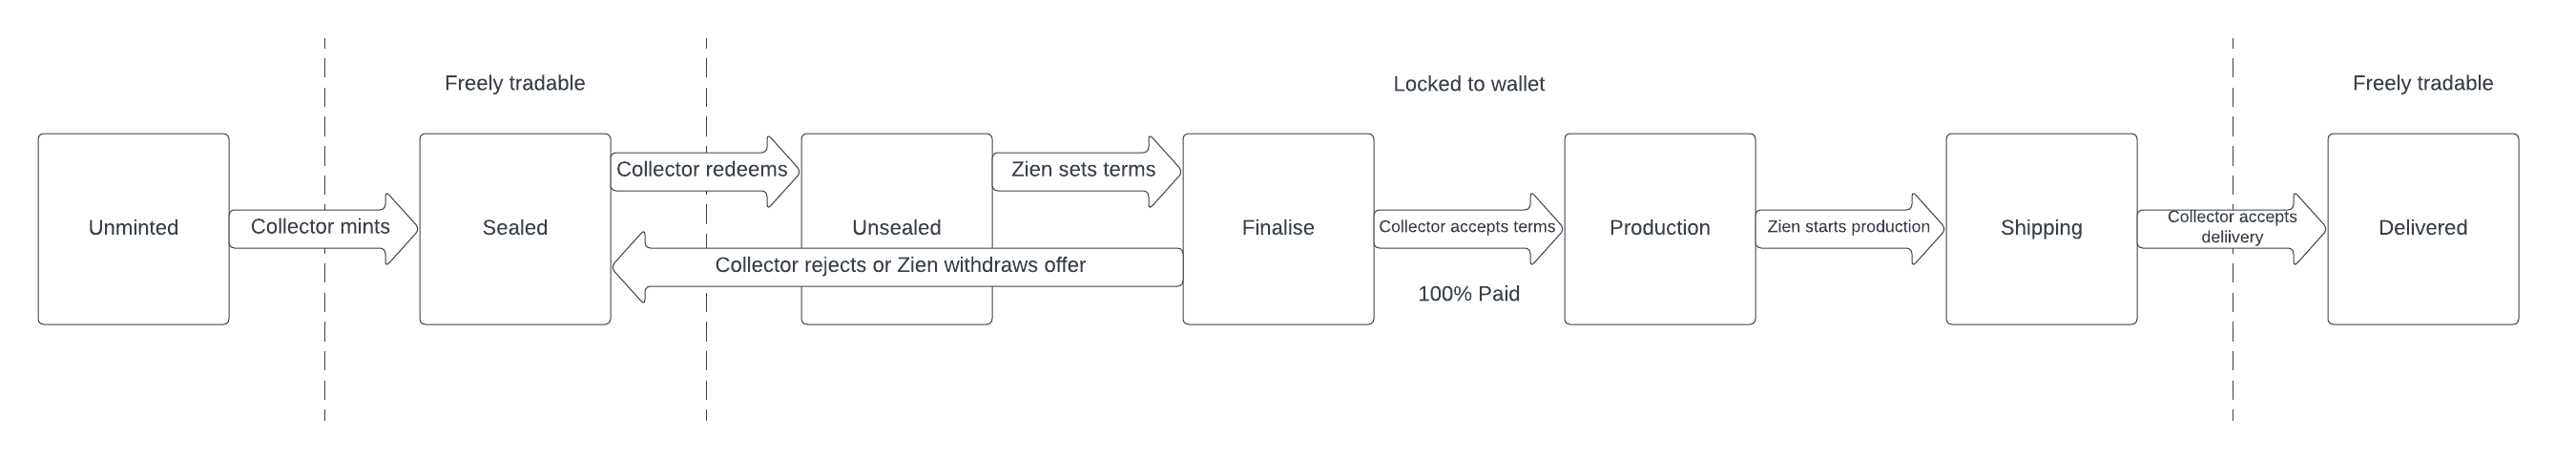 Freely tradable
Locked to wallet
Freely tradable
Unminted
Collector mints
Sealed
Collector redeems
Unsealed
Zien sets terms
Collector rejects or Zien withdraws offer
Finalise
Collector accepts terms
100% Paid
Production
Zien starts production
Shipping
Collector accepts
deliivery
Delivered